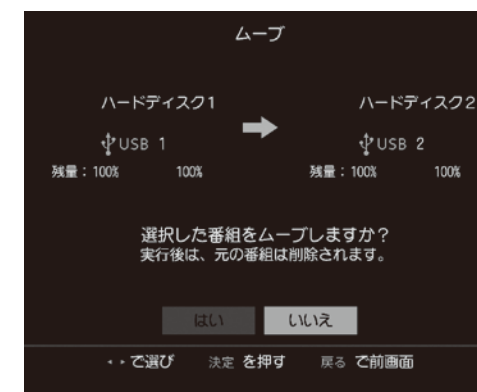 ムーブ
ハードディスク1 ハードディスク2
USB 1 USB 2
残量：100% 100% 残量：100% 100%
選択した番組をムーブしますか？
実行後は、元の番組は削除されます。
はい いいえ
で選び 決定 を押す 戻る で前画面